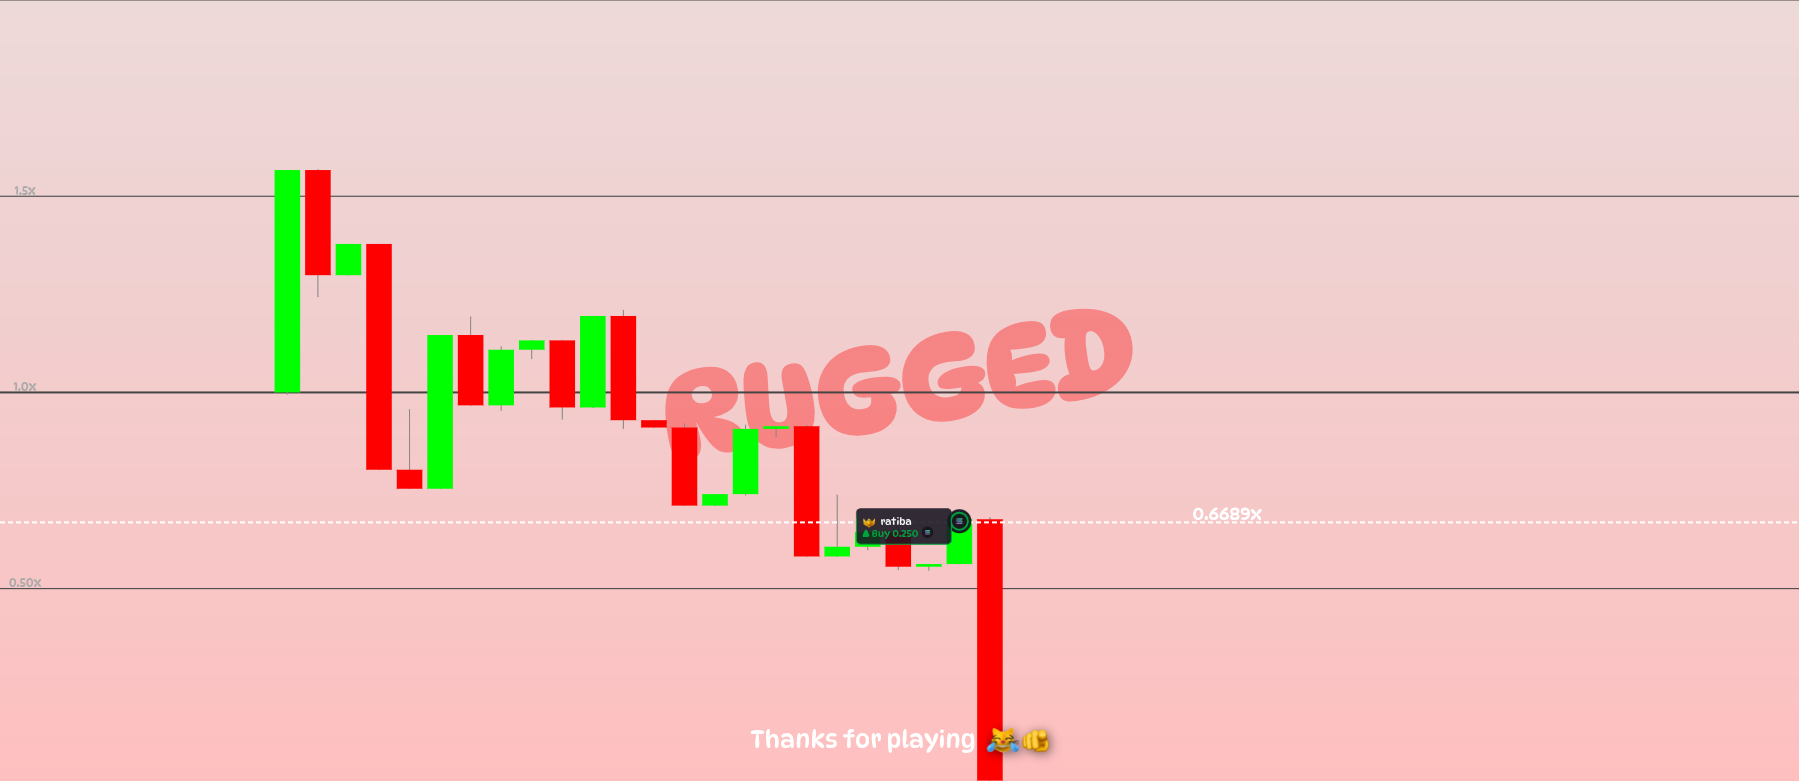 1.5X
1.0X
RUGGED
ratiba
Buy 0.250
0.6689X
0.50X
Thanks for playing 😹🫵